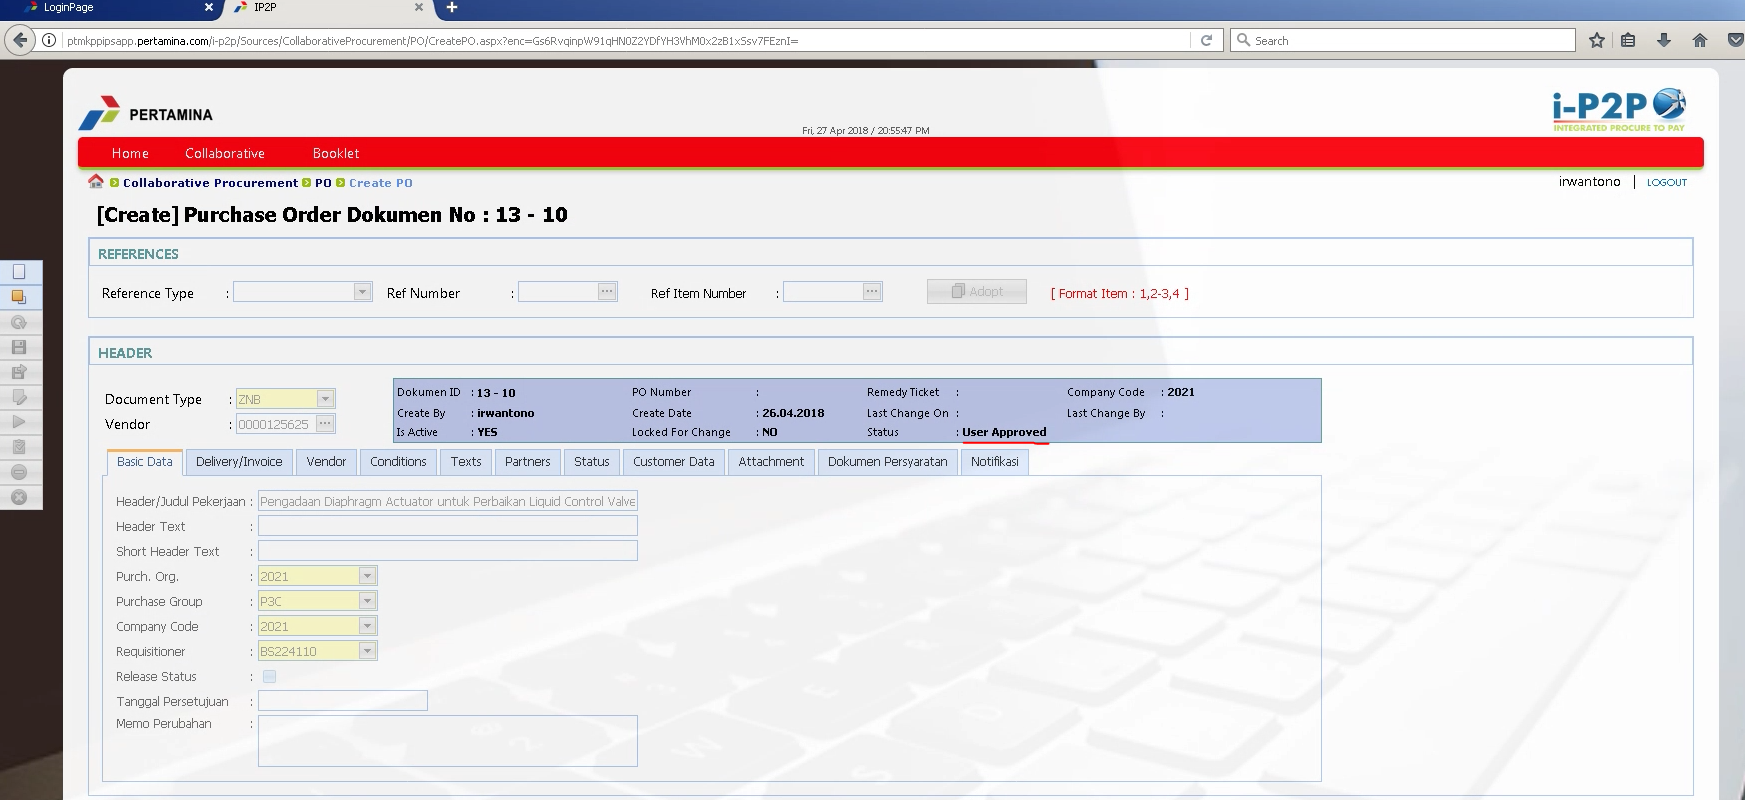 LoginPage
IP2P
ptmkppipsapp.pertamina.com/i-p2p/Sources/CollaborativeProcurement/PO/CreatePO.aspx?enc=Gs6RvqinpW91qHN0Z2YDfYH3VhM0x2zB1xSsv7FEznI=
Search
PERTAMINA
i-P2P
INTEGRATED PROCURE TO PAY
Fri, 27 Apr 2018 / 20:55:47 PM
Home Collaborative Booklet
Collaborative Procurement PO Create PO
irwantono | LOGOUT
[Create] Purchase Order Dokumen No : 13 - 10
REFERENCES
Reference Type : Ref Number : Ref Item Number : Adopt [ Format Item : 1,2-3,4 ]
HEADER
Document Type : ZNB
Vendor : 0000125625
Dokumen ID : 13 - 10 PO Number : Remedy Ticket : Company Code : 2021
Create By : irwantono Create Date : 26.04.2018 Last Change On : Last Change By :
Is Active : YES Locked For Change : NO Status : User Approved
Basic Data Delivery/Invoice Vendor Conditions Texts Partners Status Customer Data Attachment Dokumen Persyaratan Notifikasi
Header/Judul Pekerjaan : Pengadaan Diaphragm Actuator untuk Perbaikan Liquid Control Valve
Header Text :
Short Header Text :
Purch. Org. : 2021
Purchase Group : P3C
Company Code : 2021
Requisitioner : BS224110
Release Status :
Tanggal Persetujuan :
Memo Perubahan :